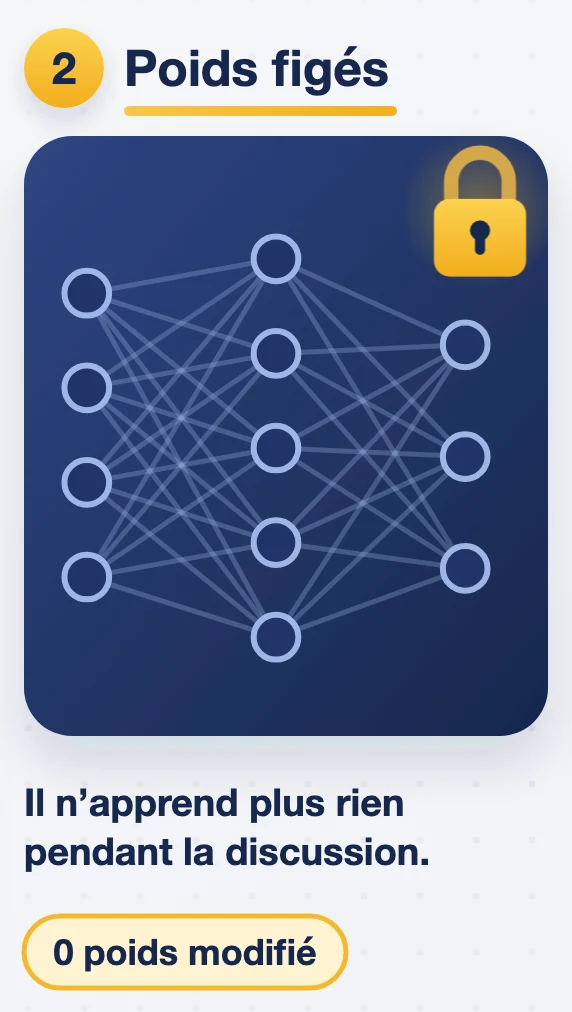 2 Poids figés
Il n’apprend plus rien
pendant la discussion.
0 poids modifié